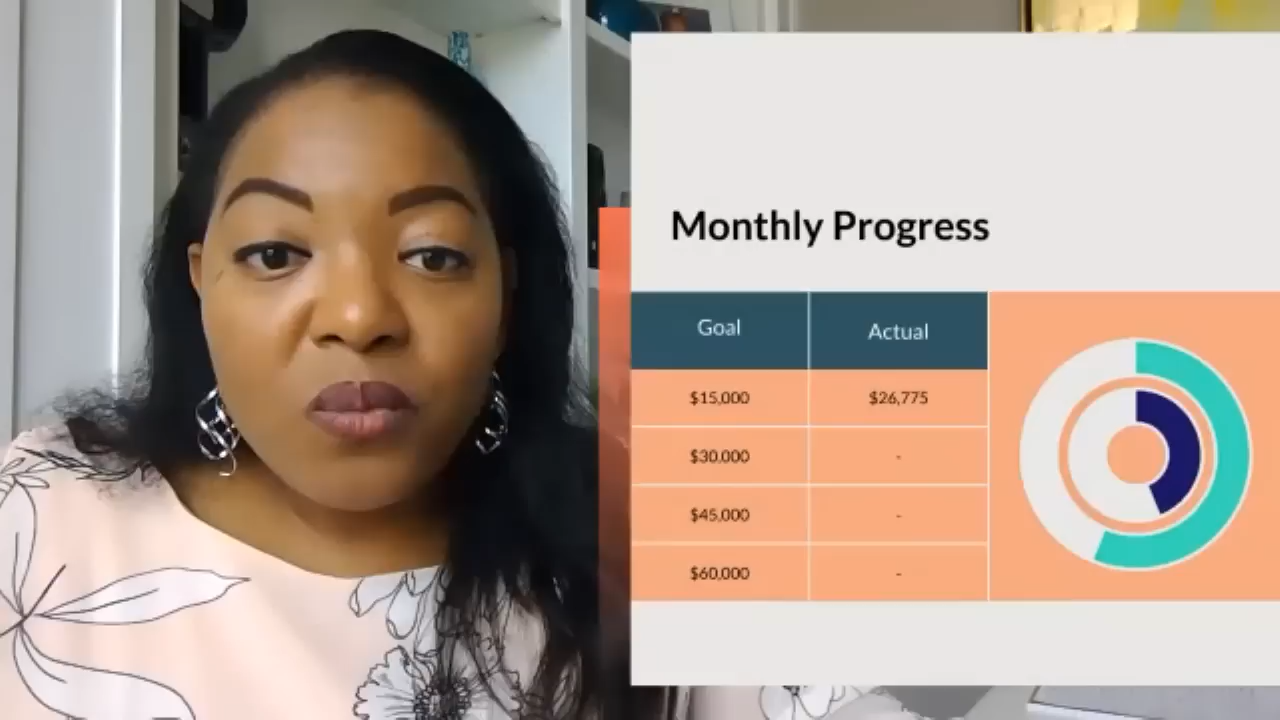 Monthly Progress
Goal Actual
$15,000 $26,775
$30,000 -
$45,000 -
$60,000 -